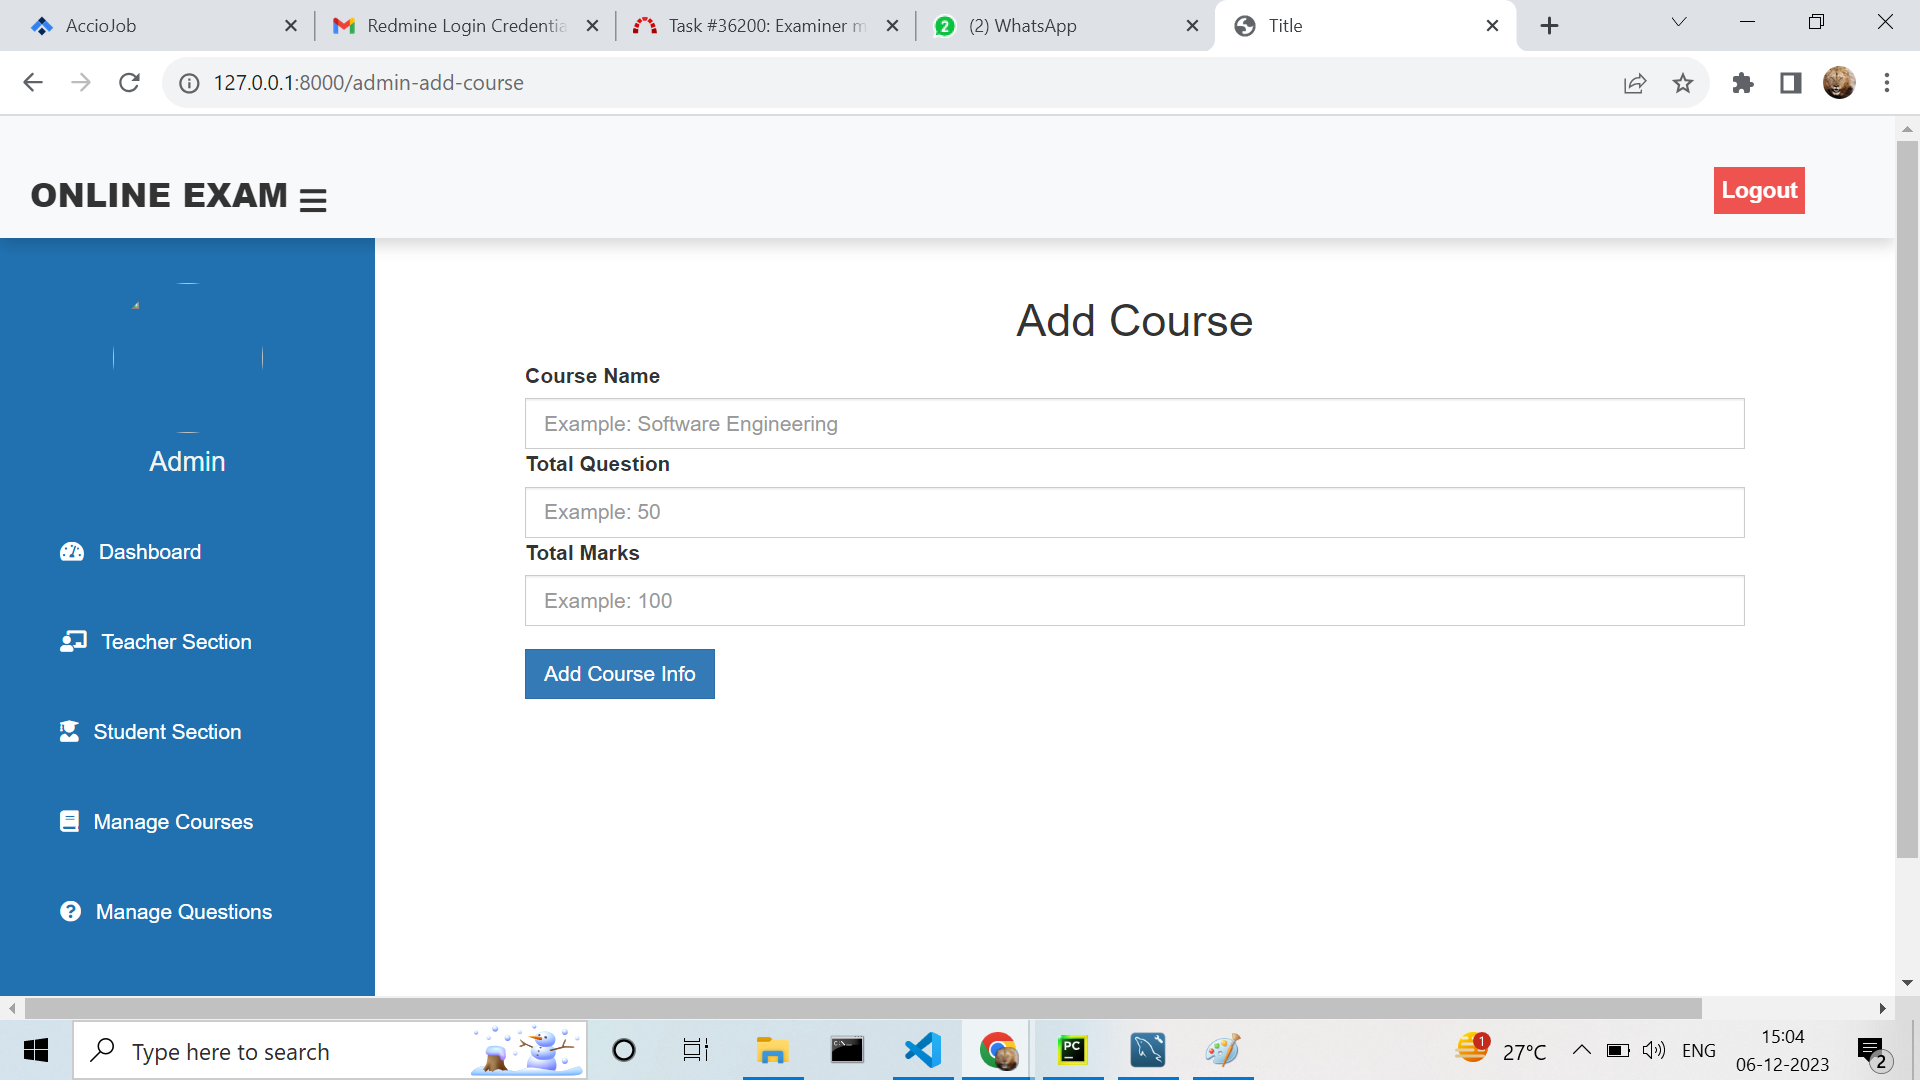 AccioJob
Redmine Login Credentia
Task #36200: Examiner m
2
(2) WhatsApp
Title
127.0.0.1:8000/admin-add-course
ONLINE EXAM
Logout
Admin
Dashboard
Teacher Section
Student Section
Manage Courses
? Manage Questions
Add Course
Course Name
Example: Software Engineering
Total Question
Example: 50
Total Marks
Example: 100
Add Course Info
Type here to search
PC
1
27°C
ENG
15:04
06-12-2023
2